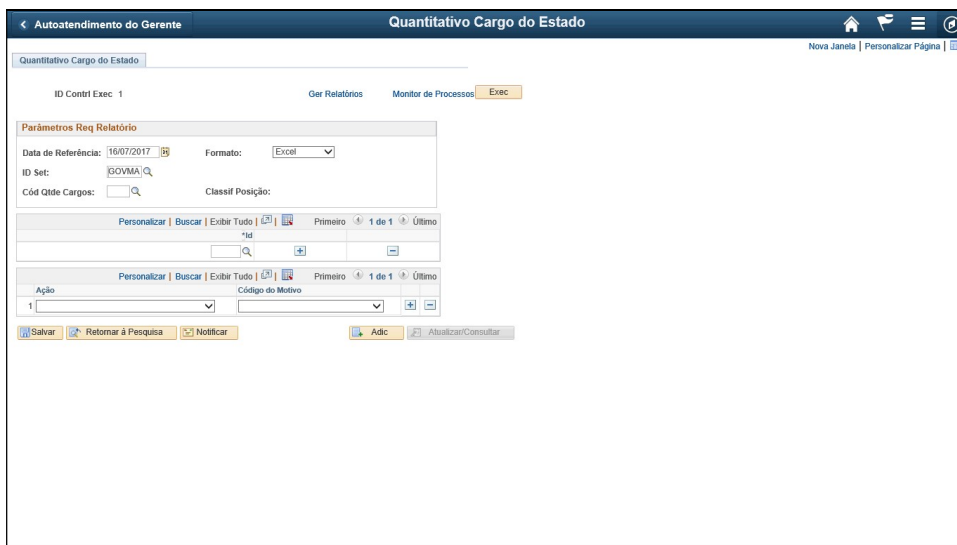 Autoatendimento do Gerente Quantitativo Cargo do Estado
Nova Janela | Personalizar Página |
Quantitativo Cargo do Estado
ID Contrl Exec 1 Ger Relatórios Monitor de Processos Exec
Parâmetros Req Relatório
Data de Referência: 16/07/2017 Formato: Excel
ID Set: GOVMA
Cód Qtde Cargos: Classif Posição:
Personalizar | Buscar | Exibir Tudo | | Primeiro 1 de 1 Último
*Id
Personalizar | Buscar | Exibir Tudo | | Primeiro 1 de 1 Último
Ação Código do Motivo
1
Salvar Retornar à Pesquisa Notificar Adic Atualizar/Consultar